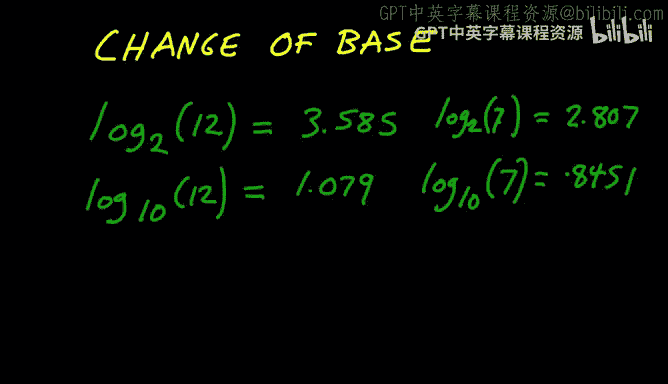 GPT中英字幕课程资源@bilibili.com
GPT中英字幕课程资源 bilibili
CHANGE OF BASE
log₂(12) = 3.585 log₂(7) = 2.807
log₁₀(12) = 1.079 log₁₀(7) = .8451